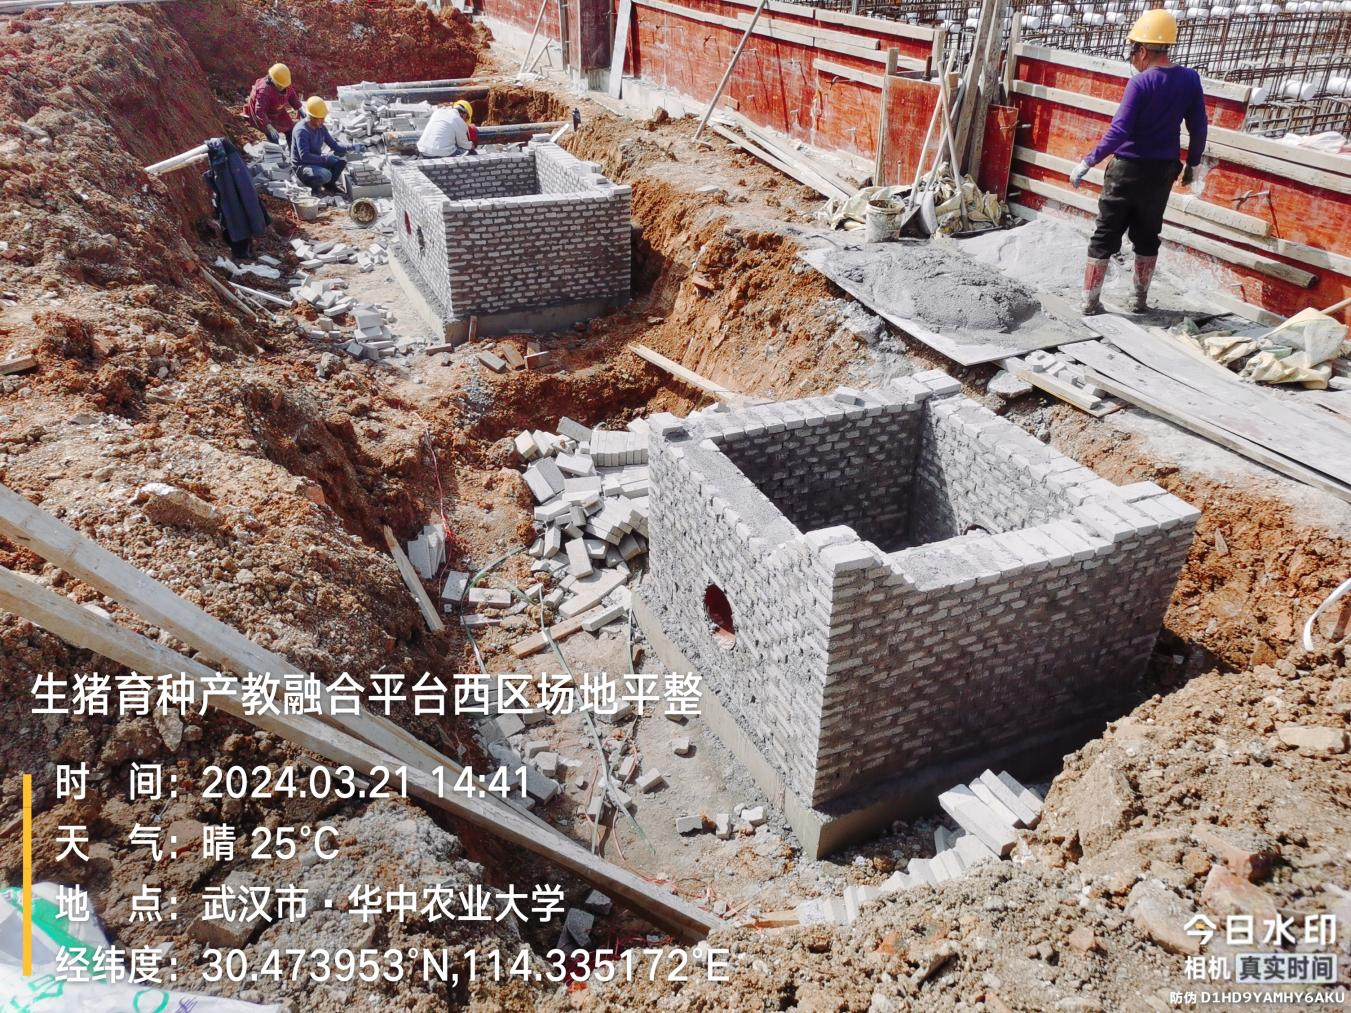 生猪育种产教融合平台西区场地平整
时 间：2024.03.21 14:41
天 气：晴 25℃
地 点：武汉市·华中农业大学
经纬度：30.473953°N,114.335172°E
今日水印
相机 真实时间
防伪 D1HD9YAMHY6AKU